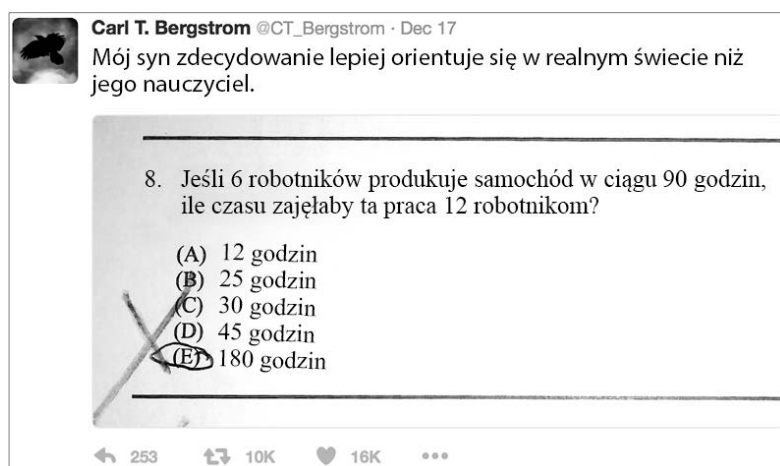 Carl T. Bergstrom @CT_Bergstrom · Dec 17
Mój syn zdecydowanie lepiej orientuje się w realnym świecie niż
jego nauczyciel.
8. Jeśli 6 robotników produkuje samochód w ciągu 90 godzin,
ile czasu zajęłaby ta praca 12 robotnikom?
(A) 12 godzin
(B) 25 godzin
(C) 30 godzin
(D) 45 godzin
(E) 180 godzin
253 10K 16K